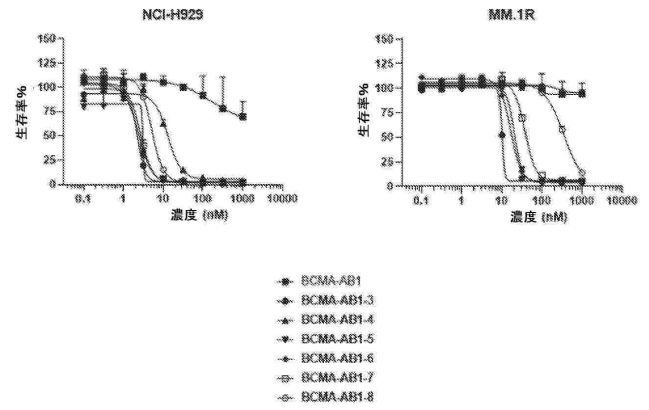 NCI-H929
生存率%
150
125
100
75
50
25
0
0.1
1
10
100
1000
10000
濃度 (nM)
MM.1R
生存率%
150
125
100
75
50
25
0
0.1
1
10
100
1000
10000
濃度 (nM)
BCMA-AB1
BCMA-AB1-3
BCMA-AB1-4
BCMA-AB1-5
BCMA-AB1-6
BCMA-AB1-7
BCMA-AB1-8